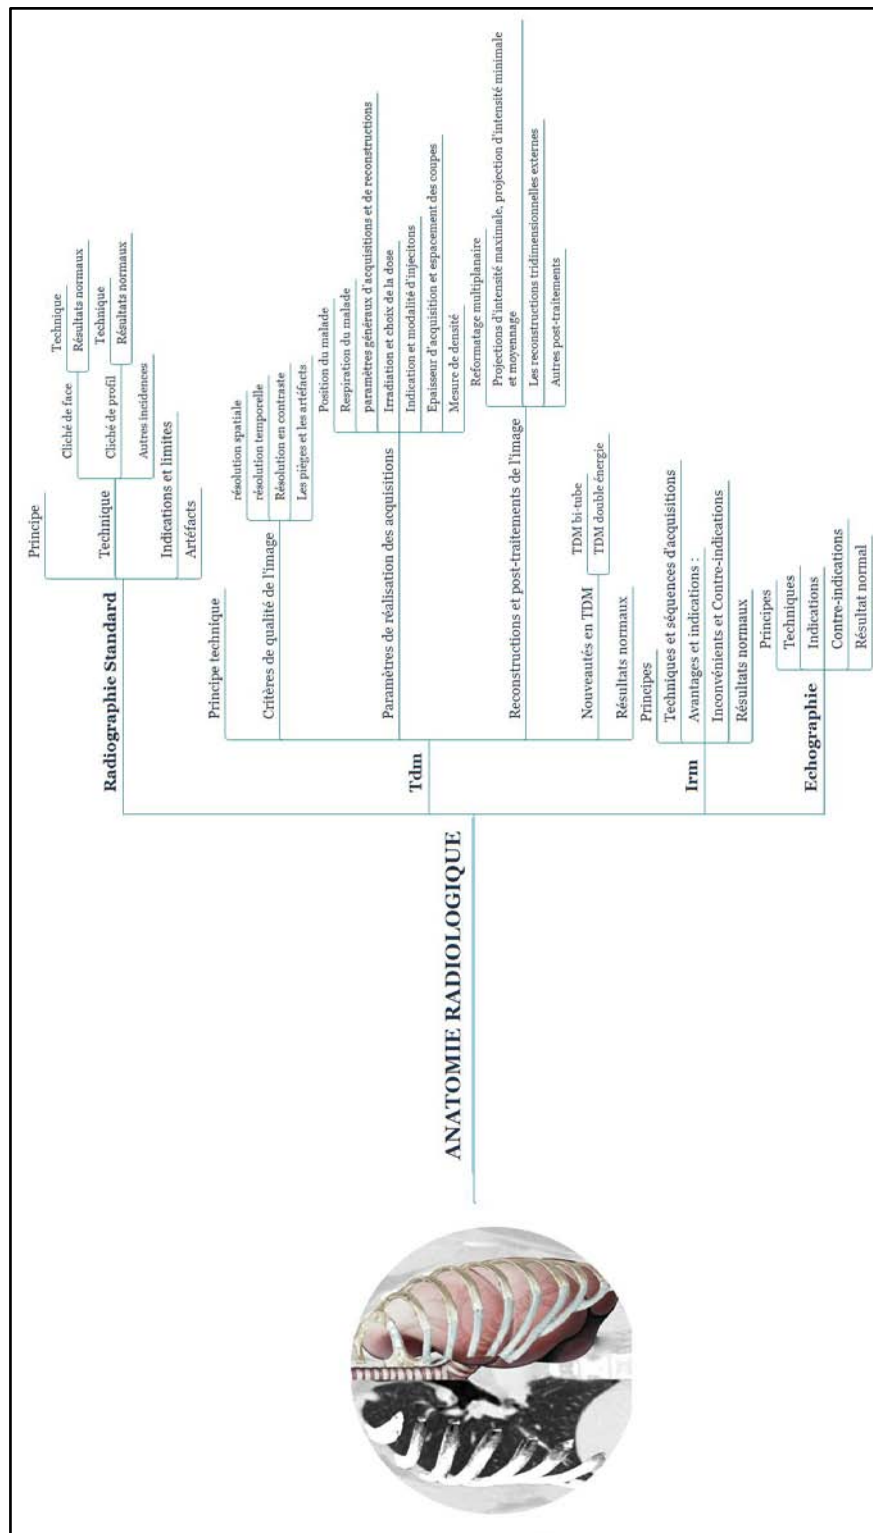 ANATOMIE RADIOLOGIQUE
Radiographie Standard
Principe
Technique
Cliché de face
Technique
Résultats normaux
Cliché de profil
Technique
Résultats normaux
Autres incidences
Indications et limites
Artéfacts
Tdm
Principe technique
Critères de qualité de l'image
résolution spatiale
résolution temporelle
Résolution en contraste
Les pièges et les artéfacts
Paramètres de réalisation des acquisitions
Position du malade
Respiration du malade
paramètres généraux d'acquisitions et de reconstructions
Irradiation et choix de la dose
Indication et modalité d'injecitons
Epaisseur d'acquisition et espacement des coupes
Mesure de densité
Reconstructions et post-traitements de l'image
Reformatage multiplanaire
Projections d'intensité maximale, projection d'intensité minimale
et moyennage
Les reconstructions tridimensionnelles externes
Autres post-traitements
Nouveautés en TDM
TDM bi-tube
TDM double énergie
Résultats normaux
Irm
Principes
Techniques et séquences d'acquisitions
Avantages et indications :
Inconvénients et Contre-indications
Résultats normaux
Echographie
Principes
Techniques
Indications
Contre-indications
Résultat normal